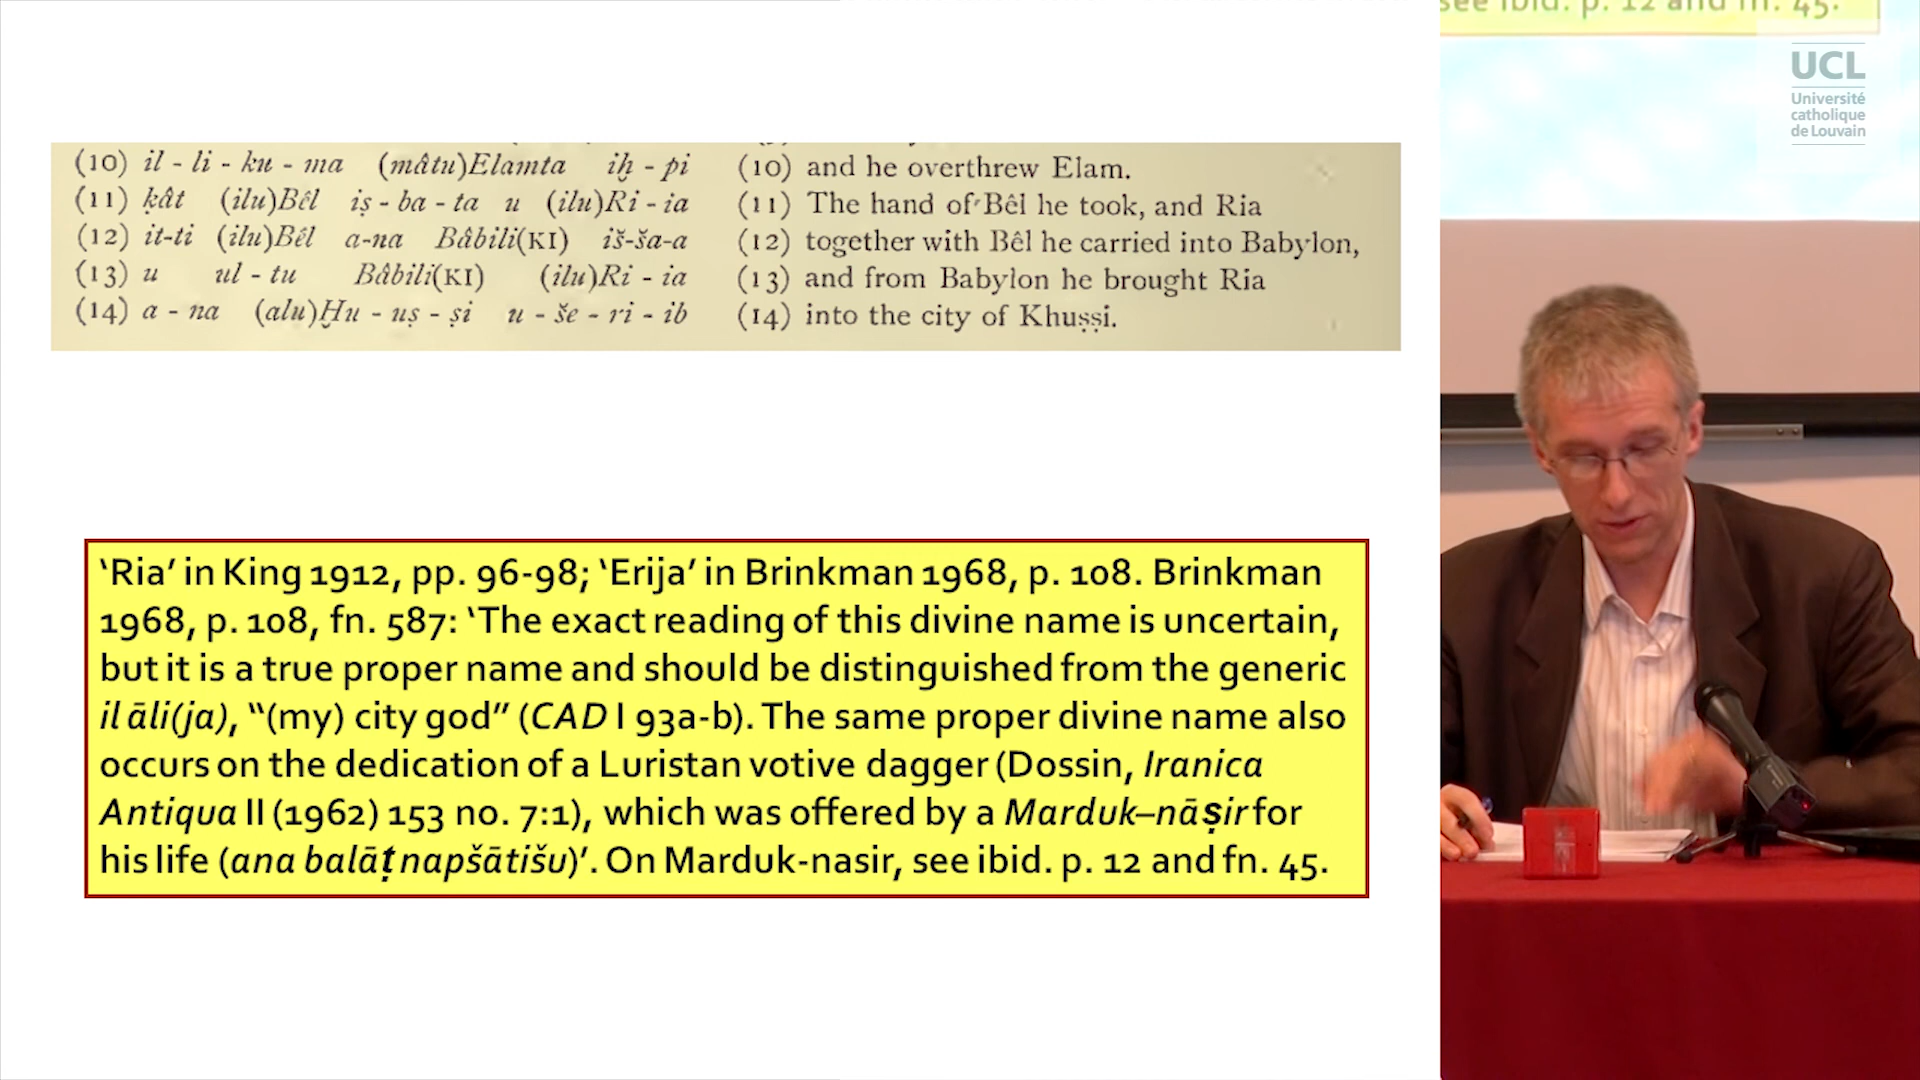 (10) il - li - ku - ma (mâtu)Elamta iḫ - pi
(11) ḳât (ilu)Bêl iṣ - ba - ta u (ilu)Ri - ia
(12) it-ti (ilu)Bêl a-na Bâbili(KI) iš-ša-a
(13) u ul - tu Bâbili(KI) (ilu)Ri - ia
(14) a - na (alu)Ḫu - uṣ - ṣi u - še - ri - ib
(10) and he overthrew Elam.
(11) The hand of Bêl he took, and Ria
(12) together with Bêl he carried into Babylon,
(13) and from Babylon he brought Ria
(14) into the city of Khuṣṣi.
‘Ria’ in King 1912, pp. 96-98; ‘Erija’ in Brinkman 1968, p. 108. Brinkman
1968, p. 108, fn. 587: ‘The exact reading of this divine name is uncertain,
but it is a true proper name and should be distinguished from the generic
il āli(ja), “(my) city god” (CAD I 93a-b). The same proper divine name also
occurs on the dedication of a Luristan votive dagger (Dossin, Iranica
Antiqua II (1962) 153 no. 7:1), which was offered by a Marduk–nāṣir for
his life (ana balāṭ napšātišu)’. On Marduk-nasir, see ibid. p. 12 and fn. 45.
see ibid. p. 12 and fn. 45.
UCL
Université
catholique
de Louvain